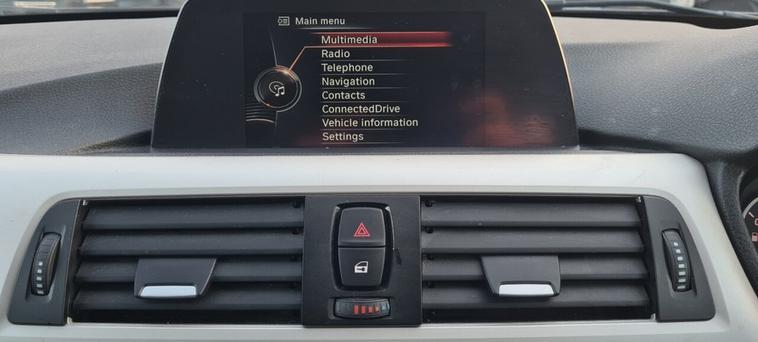 Main menu
Multimedia
Radio
Telephone
Navigation
Contacts
ConnectedDrive
Vehicle information
Settings